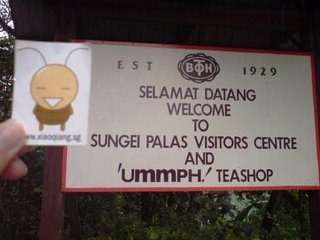 EST BOH 1929
SELAMAT DATANG
WELCOME
TO
SUNGEI PALAS VISITORS CENTRE
AND
'UMMPH.' TEASHOP
www.xiaoqiang.sg